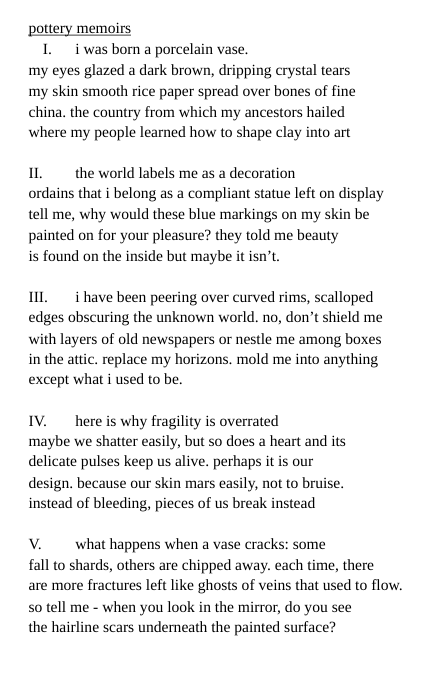 pottery memoirs
I. i was born a porcelain vase.
my eyes glazed a dark brown, dripping crystal tears
my skin smooth rice paper spread over bones of fine
china. the country from which my ancestors hailed
where my people learned how to shape clay into art
II. the world labels me as a decoration
ordains that i belong as a compliant statue left on display
tell me, why would these blue markings on my skin be
painted on for your pleasure? they told me beauty
is found on the inside but maybe it isn’t.
III. i have been peering over curved rims, scalloped
edges obscuring the unknown world. no, don’t shield me
with layers of old newspapers or nestle me among boxes
in the attic. replace my horizons. mold me into anything
except what i used to be.
IV. here is why fragility is overrated
maybe we shatter easily, but so does a heart and its
delicate pulses keep us alive. perhaps it is our
design. because our skin mars easily, not to bruise.
instead of bleeding, pieces of us break instead
V. what happens when a vase cracks: some
fall to shards, others are chipped away. each time, there
are more fractures left like ghosts of veins that used to flow.
so tell me - when you look in the mirror, do you see
the hairline scars underneath the painted surface?